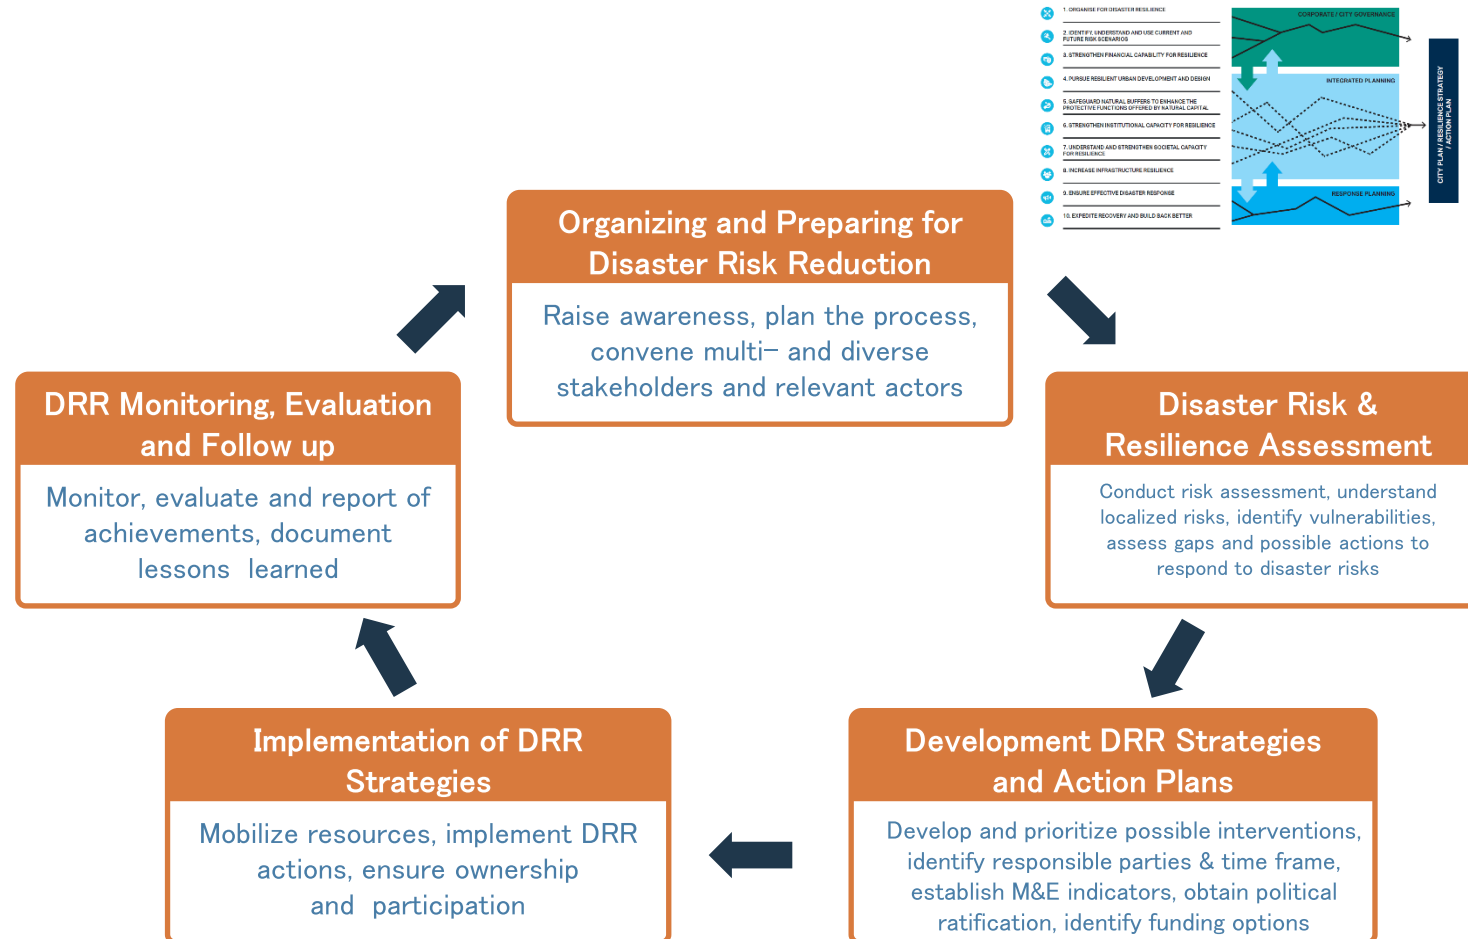 1. ORGANISE FOR DISASTER RESILIENCE
2. IDENTIFY, UNDERSTAND AND USE CURRENT AND
FUTURE RISK SCENARIOS
3. STRENGTHEN FINANCIAL CAPABILITY FOR RESILIENCE
4. PURSUE RESILIENT URBAN DEVELOPMENT AND DESIGN
5. SAFEGUARD NATURAL BUFFERS TO ENHANCE THE
PROTECTIVE FUNCTIONS OFFERED BY NATURAL CAPITAL
6. STRENGTHEN INSTITUTIONAL CAPACITY FOR RESILIENCE
7. UNDERSTAND AND STRENGTHEN SOCIETAL CAPACITY
FOR RESILIENCE
8. INCREASE INFRASTRUCTURE RESILIENCE
9. ENSURE EFFECTIVE DISASTER RESPONSE
10. EXPEDITE RECOVERY AND BUILD BACK BETTER
CORPORATE / CITY GOVERNANCE
INTEGRATED PLANNING
RESPONSE PLANNING
CITY PLAN / RESILIENCE STRATEGY
/ ACTION PLAN
Organizing and Preparing for
Disaster Risk Reduction
Raise awareness, plan the process,
convene multi– and diverse
stakeholders and relevant actors
Disaster Risk &
Resilience Assessment
Conduct risk assessment, understand
localized risks, identify vulnerabilities,
assess gaps and possible actions to
respond to disaster risks
Development DRR Strategies
and Action Plans
Develop and prioritize possible interventions,
identify responsible parties & time frame,
establish M&E indicators, obtain political
ratification, identify funding options
Implementation of DRR
Strategies
Mobilize resources, implement DRR
actions, ensure ownership
and participation
DRR Monitoring, Evaluation
and Follow up
Monitor, evaluate and report of
achievements, document
lessons learned